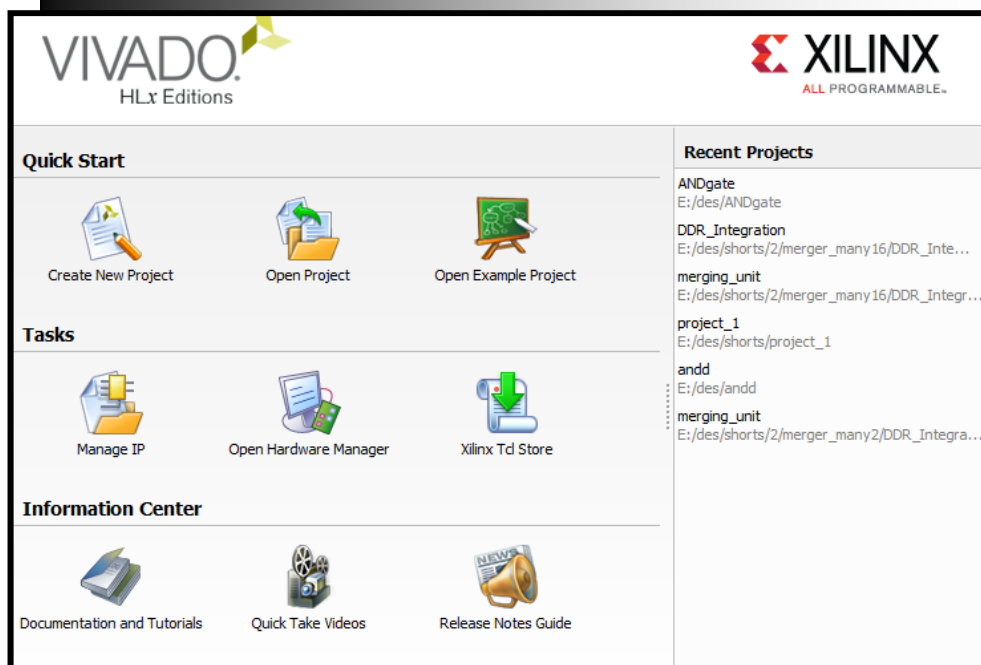 VIVADO.
HLx Editions
XILINX
ALL PROGRAMMABLE™
Quick Start
Create New Project
Open Project
Open Example Project
Tasks
Manage IP
Open Hardware Manager
Xilinx Tcl Store
Information Center
NEWS
Documentation and Tutorials
Quick Take Videos
Release Notes Guide
Recent Projects
ANDgate
E:/des/ANDgate
DDR_Integration
E:/des/shorts/2/merger_many16/DDR_Inte...
merging_unit
E:/des/shorts/2/merger_many16/DDR_Integr...
project_1
E:/des/shorts/project_1
andd
E:/des/andd
merging_unit
E:/des/shorts/2/merger_many2/DDR_Integra...